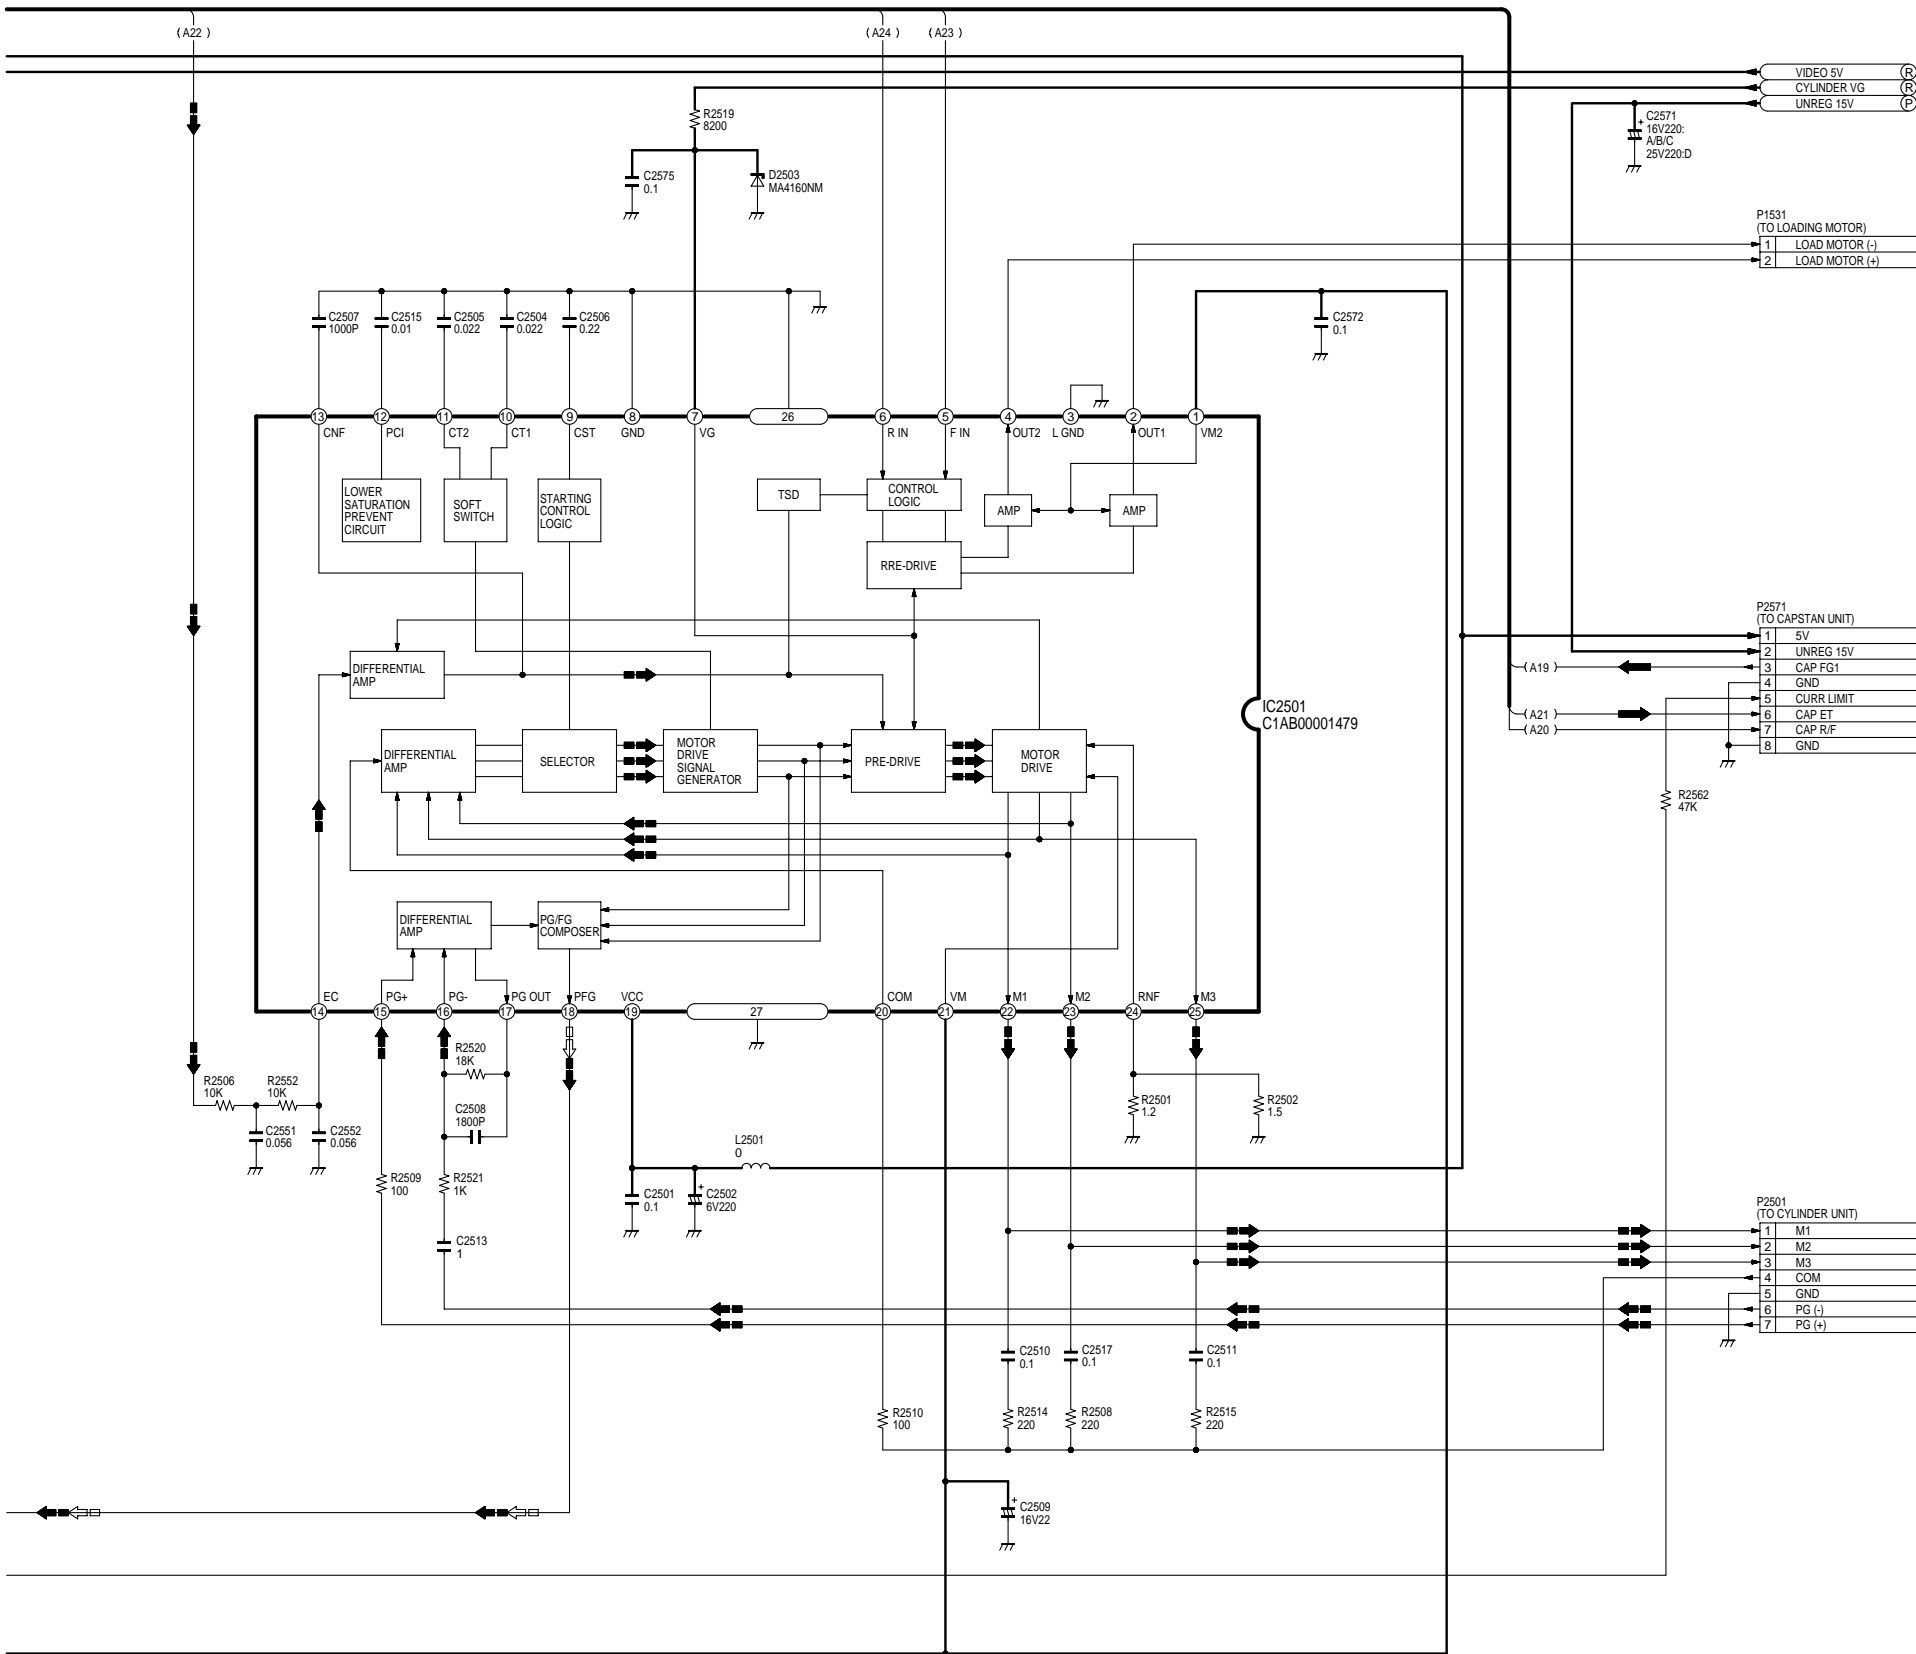 (A22 )
(A24 )
(A23 )
VIDEO 5V R
CYLINDER VG R
UNREG 15V P
R2519
8200
C2571
16V220:
A/B/C
25V220:D
C2575
0.1
D2503
MA4160NM
P1531
(TO LOADING MOTOR)
1 LOAD MOTOR (-)
2 LOAD MOTOR (+)
C2507
1000P
C2515
0.01
C2505
0.022
C2504
0.022
C2506
0.22
C2572
0.1
13 12 11 10 9 8 7 26 6 5 4 3 2 1
CNF PCI CT2 CT1 CST GND VG R IN F IN OUT2 L GND OUT1 VM2
LOWER
SATURATION
PREVENT
CIRCUIT
SOFT
SWITCH
STARTING
CONTROL
LOGIC
TSD
CONTROL
LOGIC
AMP
AMP
RRE-DRIVE
P2571
(TO CAPSTAN UNIT)
1 5V
2 UNREG 15V
3 CAP FG1
4 GND
5 CURR LIMIT
6 CAP ET
7 CAP R/F
8 GND
(A19 )
(A21 )
(A20 )
DIFFERENTIAL
AMP
IC2501
C1AB00001479
DIFFERENTIAL
AMP
SELECTOR
MOTOR
DRIVE
SIGNAL
GENERATOR
PRE-DRIVE
MOTOR
DRIVE
R2562
47K
DIFFERENTIAL
AMP
PG/FG
COMPOSER
EC PG+ PG- PG OUT PFG VCC COM VM M1 M2 RNF M3
14 15 16 17 18 19 27 20 21 22 23 24 25
R2520
18K
R2506
10K
R2552
10K
C2508
1800P
R2501
1.2
R2502
1.5
C2551
0.056
C2552
0.056
L2501
0
R2509
100
R2521
1K
C2501
0.1
C2502
6V220
C2513
1
P2501
(TO CYLINDER UNIT)
1 M1
2 M2
3 M3
4 COM
5 GND
6 PG (-)
7 PG (+)
C2510
0.1
C2517
0.1
C2511
0.1
R2510
100
R2514
220
R2508
220
R2515
220
C2509
16V22
+
+
+